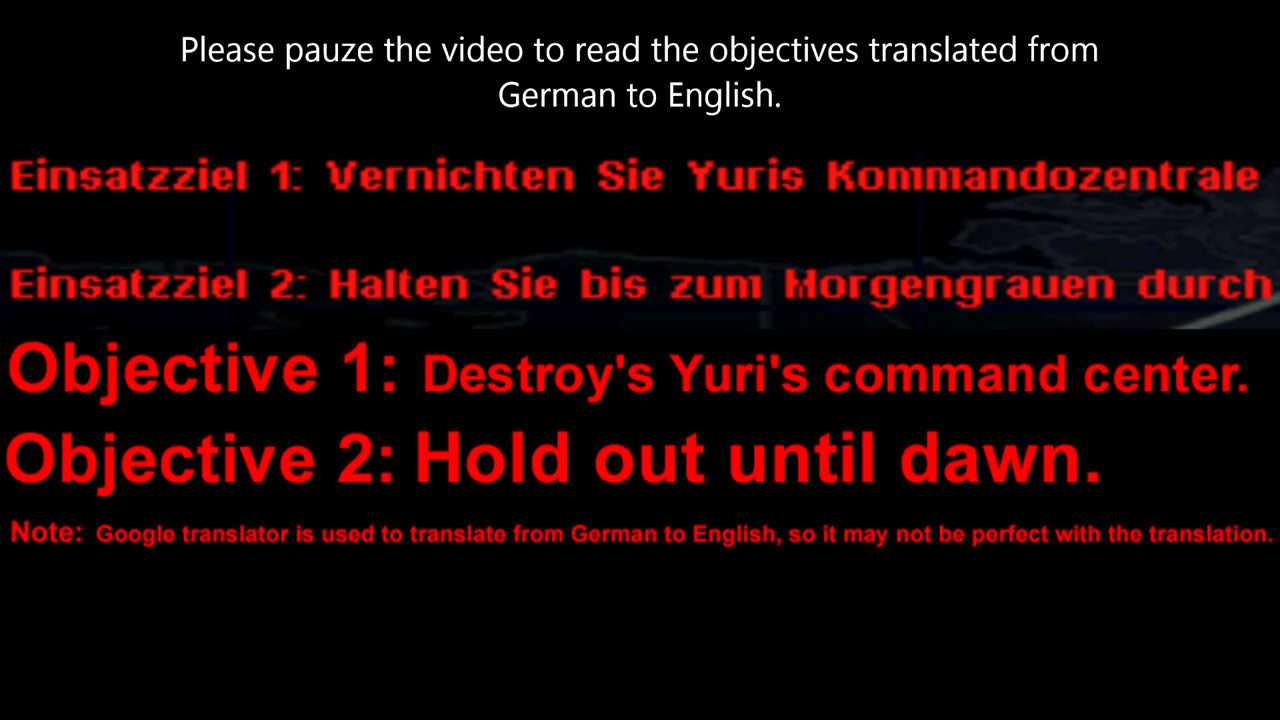 Please pauze the video to read the objectives translated from
German to English.
Einsatzziel 1: Vernichten Sie Yuris Kommandozentrale
Einsatzziel 2: Halten Sie bis zum Morgengrauen durch
Objective 1: Destroy's Yuri's command center.
Objective 2: Hold out until dawn.
Note: Google translator is used to translate from German to English, so it may not be perfect with the translation.